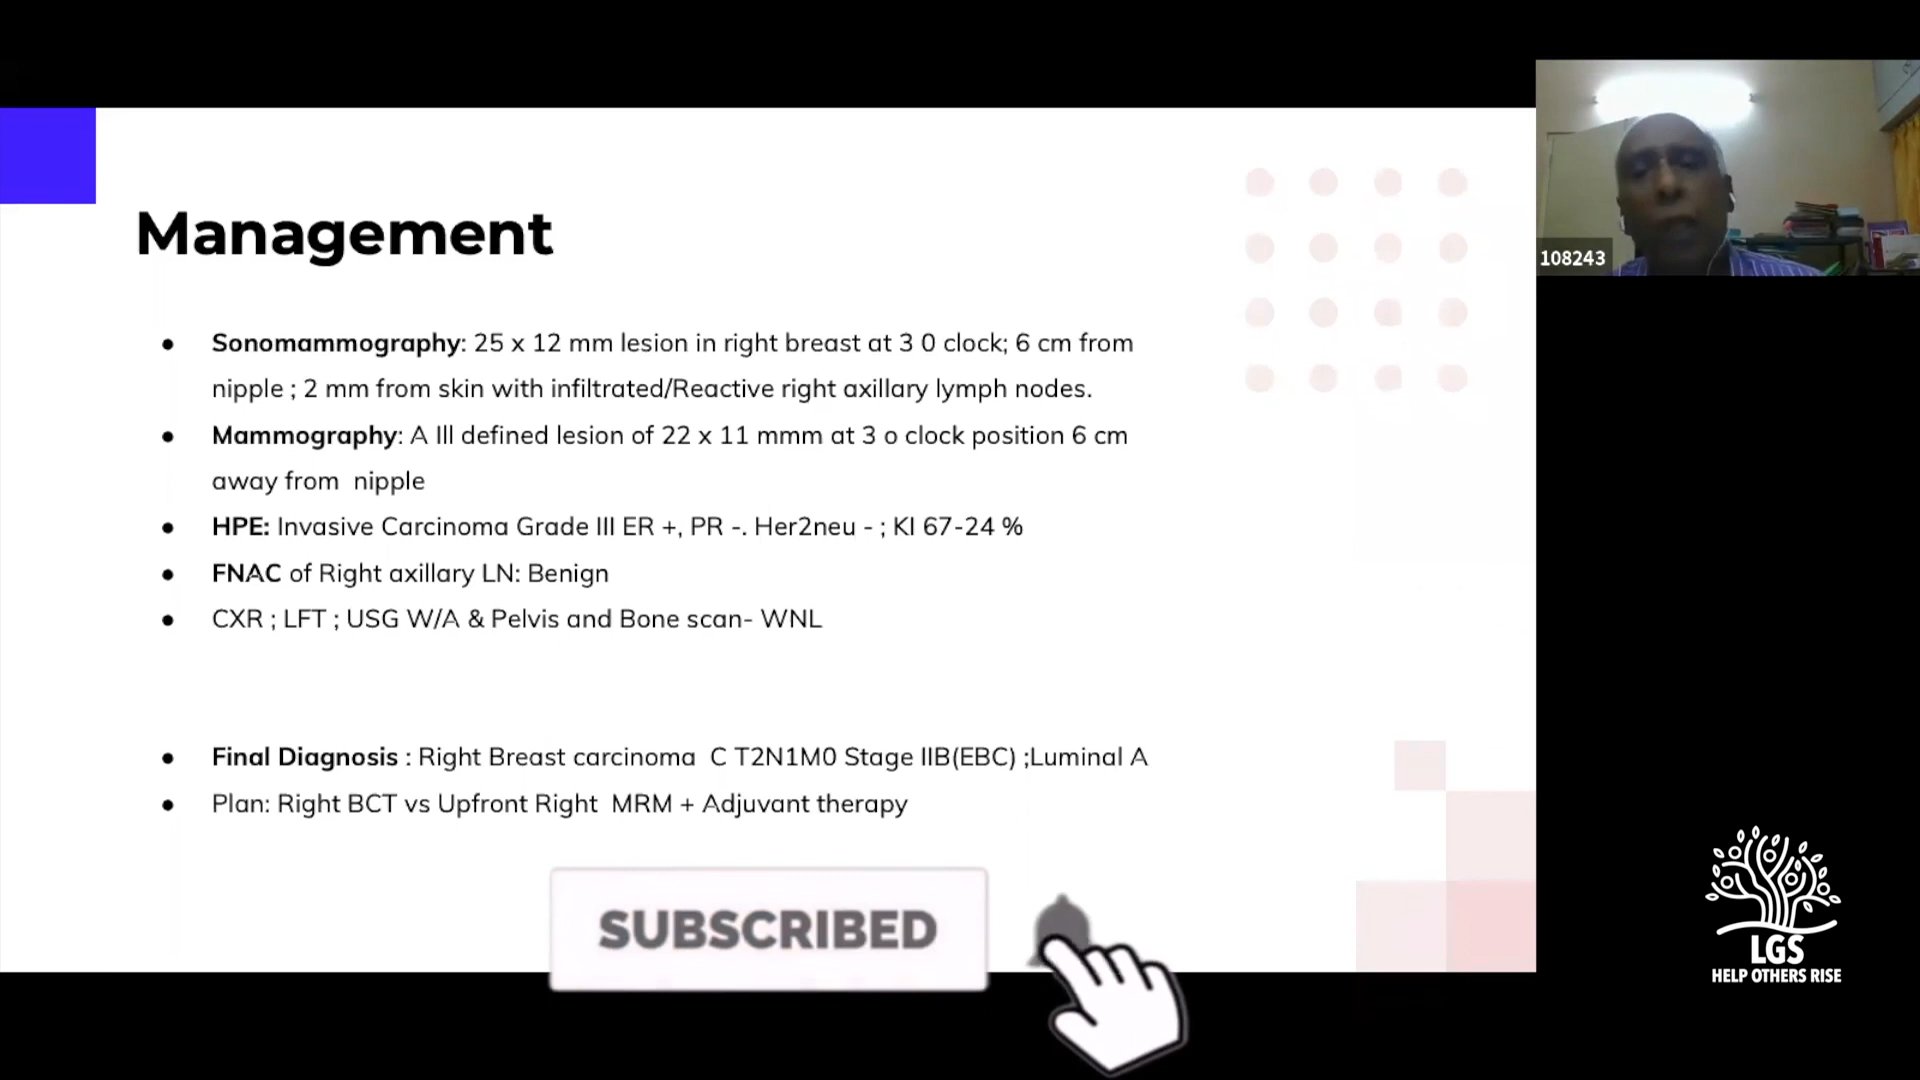 108243
Management
● Sonomammography: 25 x 12 mm lesion in right breast at 3 0 clock; 6 cm from
nipple ; 2 mm from skin with infiltrated/Reactive right axillary lymph nodes.
● Mammography: A Ill defined lesion of 22 x 11 mmm at 3 o clock position 6 cm
away from nipple
● HPE: Invasive Carcinoma Grade III ER +, PR -. Her2neu - ; KI 67-24 %
● FNAC of Right axillary LN: Benign
● CXR ; LFT ; USG W/A & Pelvis and Bone scan- WNL
● Final Diagnosis : Right Breast carcinoma C T2N1M0 Stage IIB(EBC) ;Luminal A
● Plan: Right BCT vs Upfront Right MRM + Adjuvant therapy
SUBSCRIBED
LGS
HELP OTHERS RISE